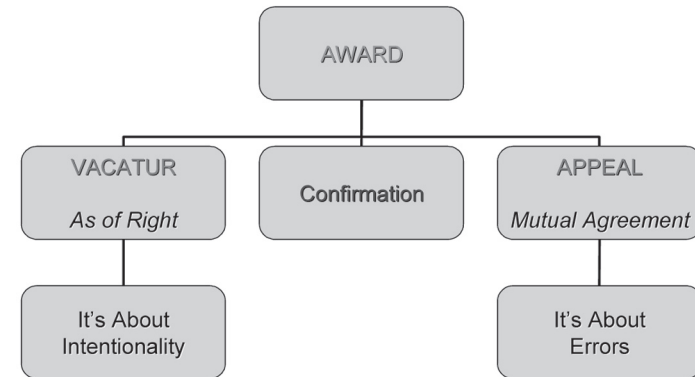 AWARD
VACATUR
As of Right
Confirmation
APPEAL
Mutual Agreement
It's About
Intentionality
It's About
Errors